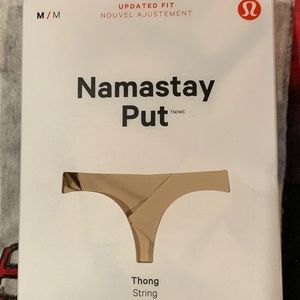 UPDATED FIT
M / M
NOUVEL AJUSTEMENT
Namastay
Put TM/MC
Thong
String